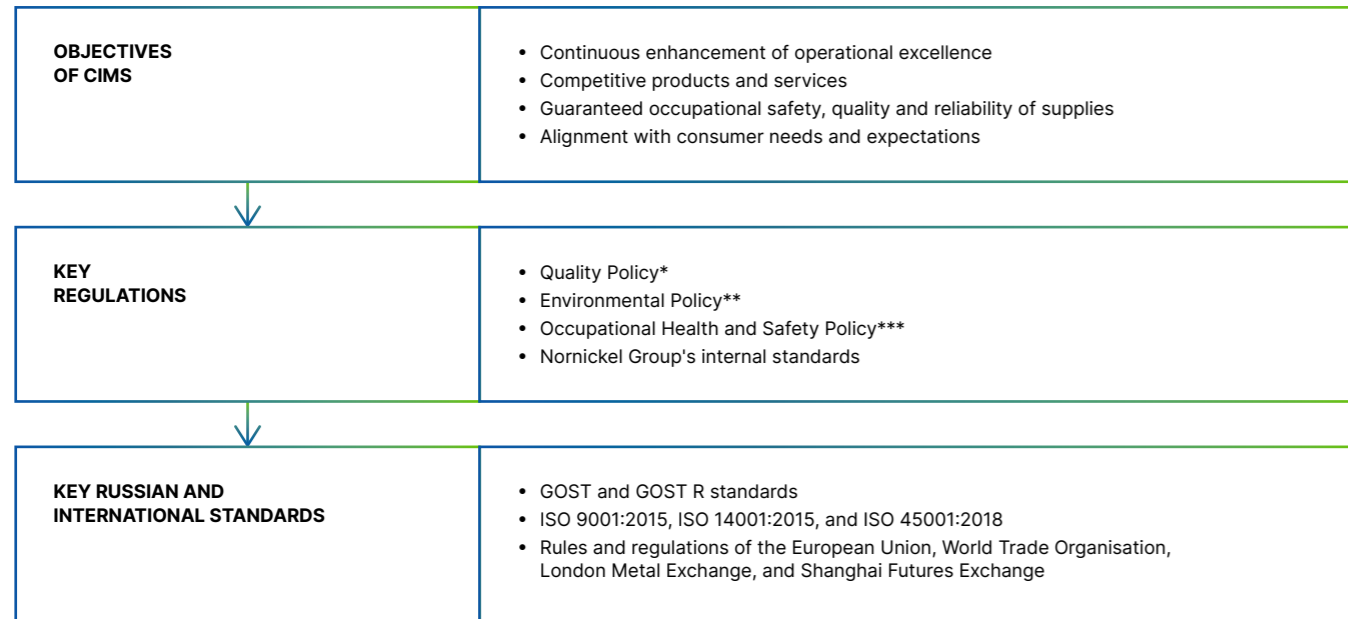 OBJECTIVES
OF CIMS
• Continuous enhancement of operational excellence
• Competitive products and services
• Guaranteed occupational safety, quality and reliability of supplies
• Alignment with consumer needs and expectations
KEY
REGULATIONS
• Quality Policy*
• Environmental Policy**
• Occupational Health and Safety Policy***
• Nornickel Group's internal standards
KEY RUSSIAN AND
INTERNATIONAL STANDARDS
• GOST and GOST R standards
• ISO 9001:2015, ISO 14001:2015, and ISO 45001:2018
• Rules and regulations of the European Union, World Trade Organisation,
London Metal Exchange, and Shanghai Futures Exchange